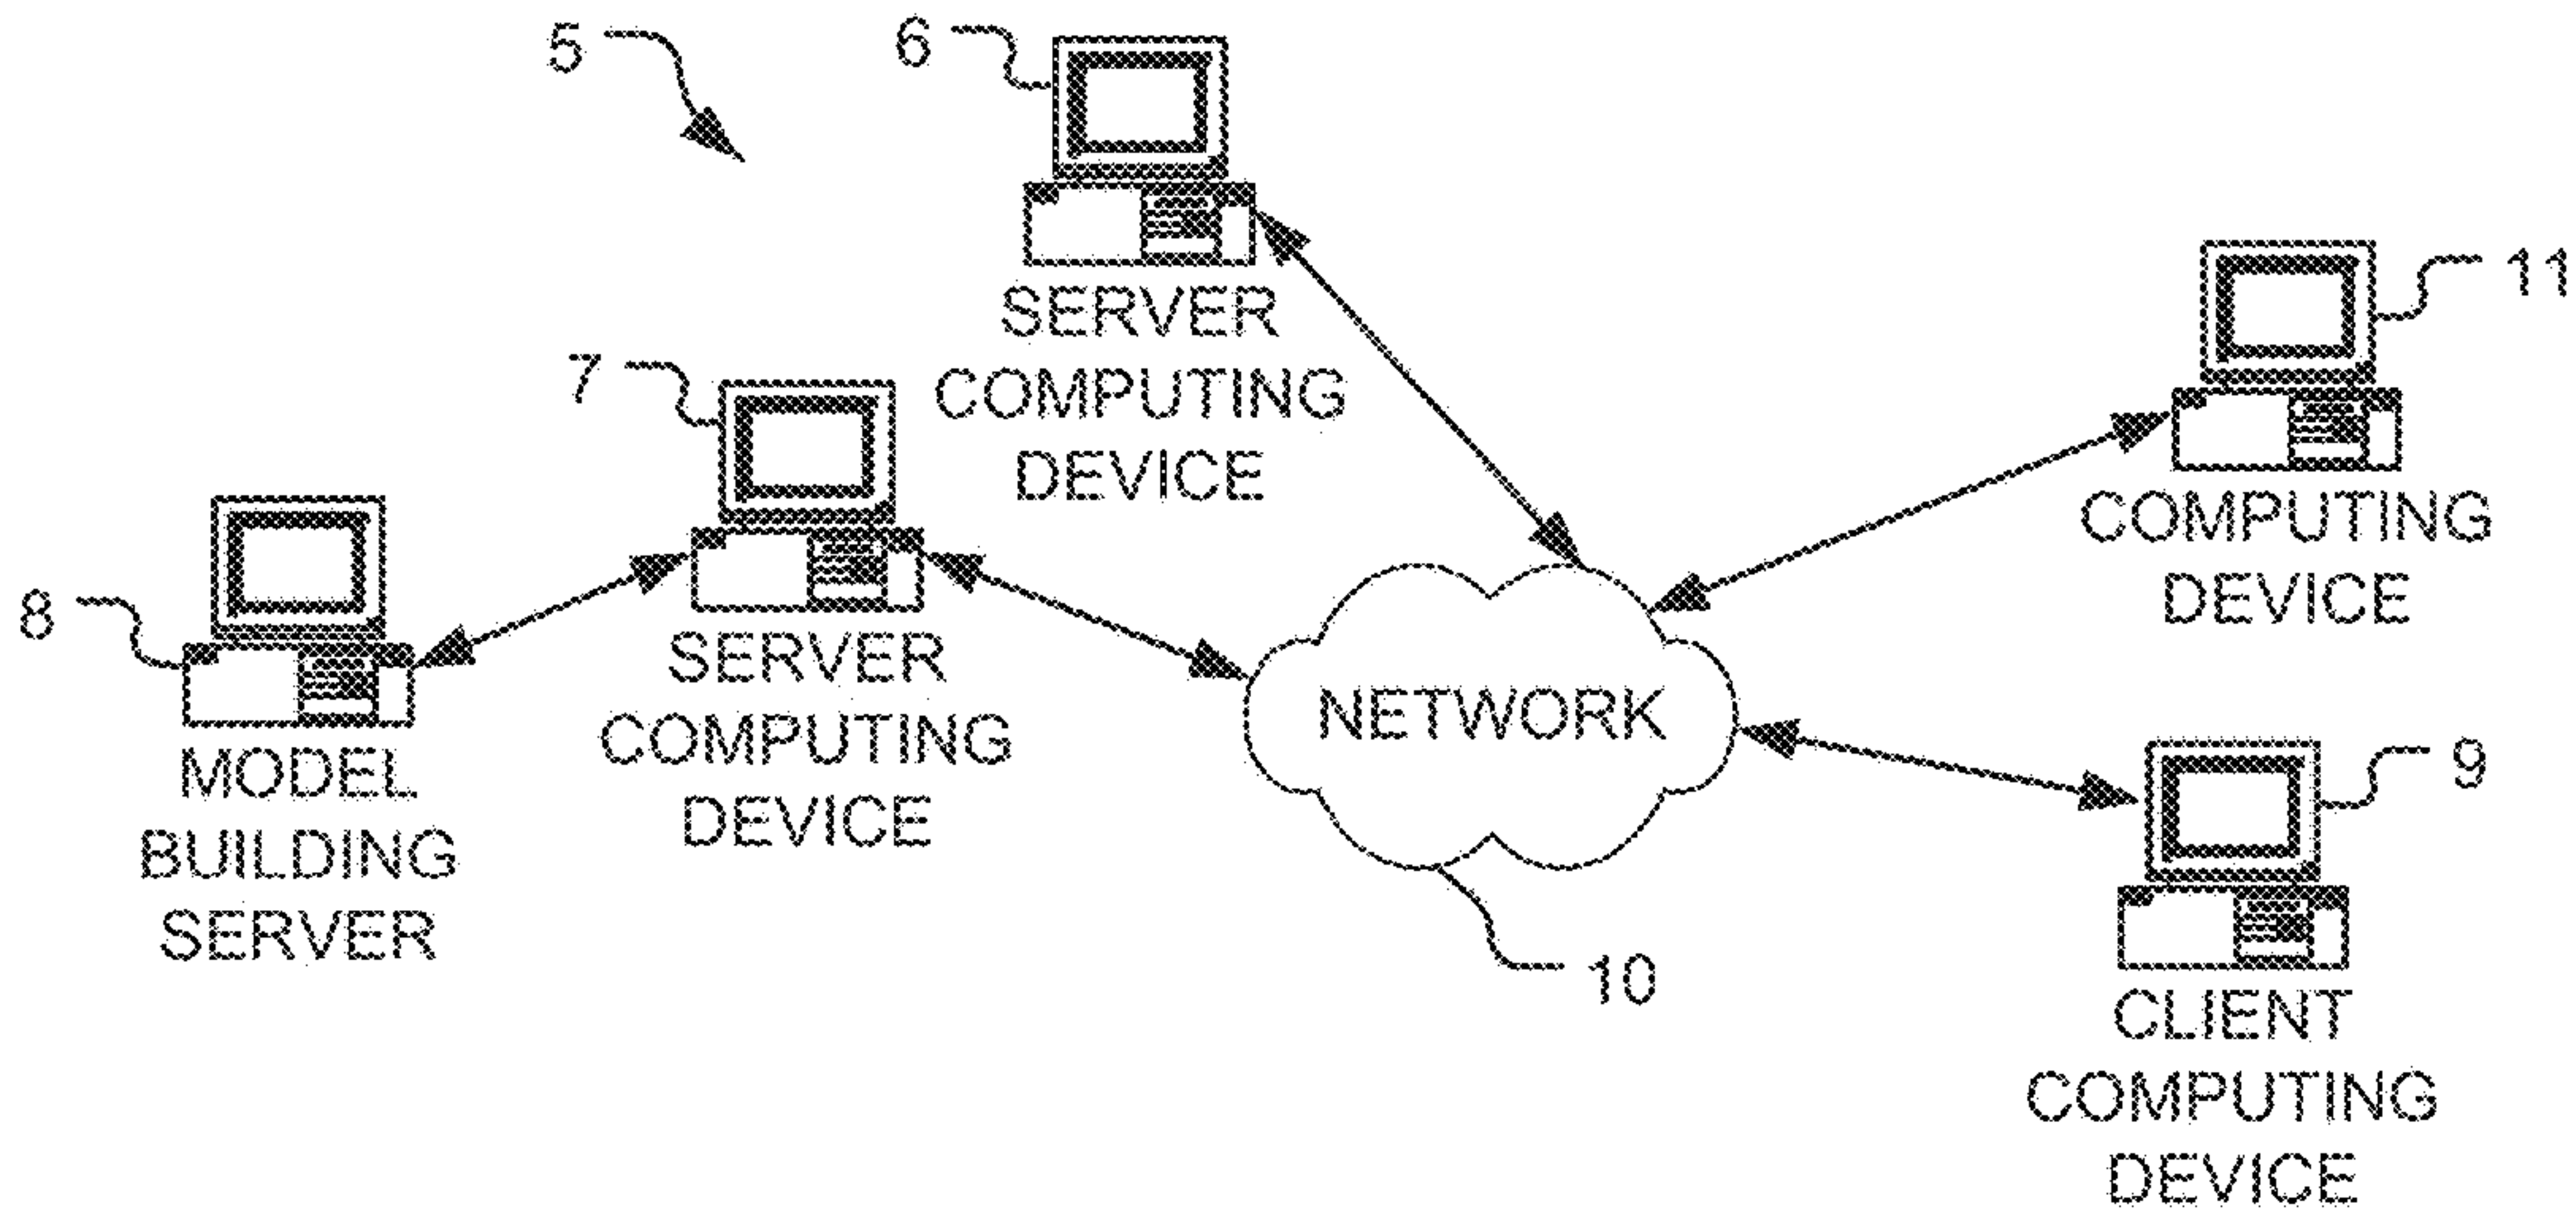 5
6
SERVER
COMPUTING
DEVICE
11
COMPUTING
DEVICE
7
SERVER
COMPUTING
DEVICE
8
MODEL
BUILDING
SERVER
NETWORK
10
9
CLIENT
COMPUTING
DEVICE